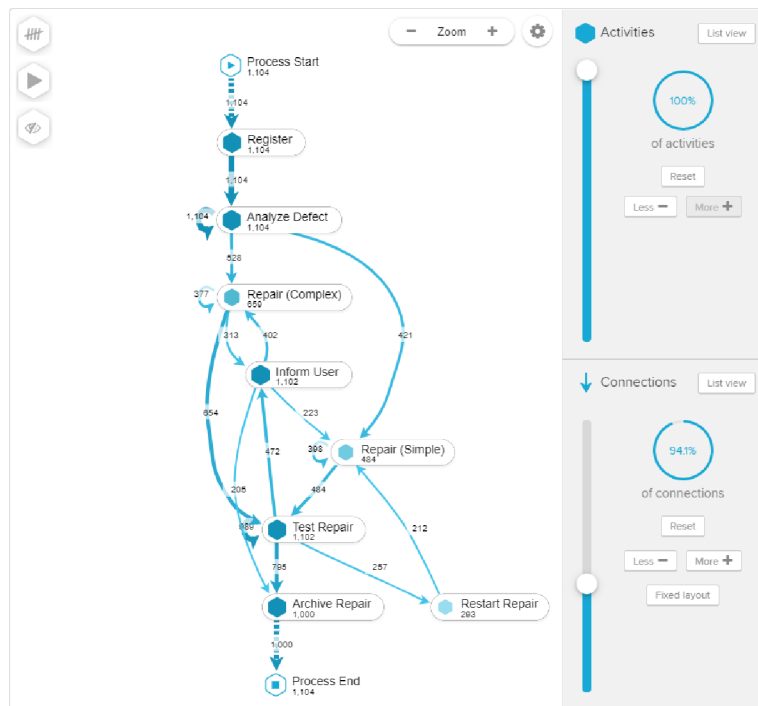 Zoom
Process Start
1,104
1,104
Register
1,104
1,104
1,104
Analyze Defect
1,104
528
421
377
Repair (Complex)
659
313
402
Inform User
1,102
654
223
472
398
Repair (Simple)
484
205
484
212
Test Repair
1,102
795
257
Archive Repair
1,000
Restart Repair
293
1,000
Process End
1,104
Activities
List view
100%
of activities
Reset
Less −
More +
Connections
List view
94.1%
of connections
Reset
Less −
More +
Fixed layout